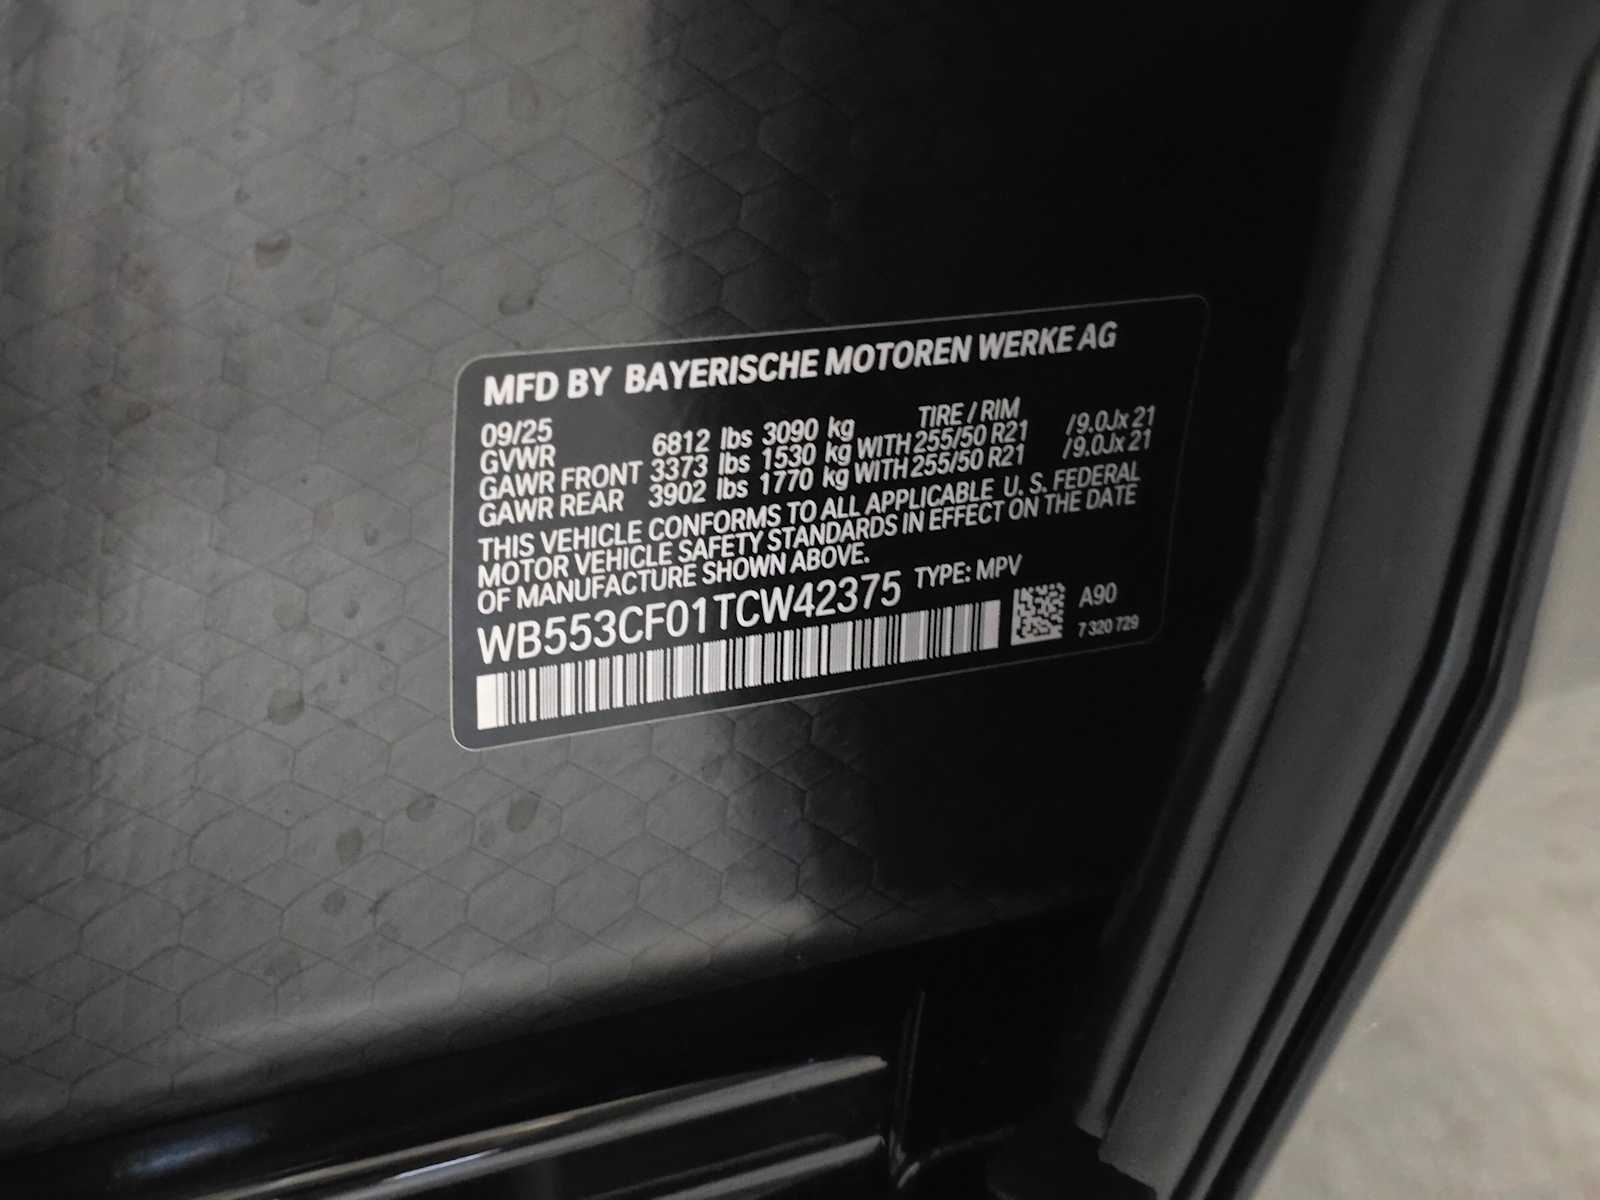 MFD BY BAYERISCHE MOTOREN WERKE AG
09/25 TIRE / RIM
GVWR 6812 lbs 3090 kg
GAWR FRONT 3373 lbs 1530 kg WITH 255/50 R21 /9.0Jx 21
GAWR REAR 3902 lbs 1770 kg WITH 255/50 R21 /9.0Jx 21
THIS VEHICLE CONFORMS TO ALL APPLICABLE U. S. FEDERAL
MOTOR VEHICLE SAFETY STANDARDS IN EFFECT ON THE DATE
OF MANUFACTURE SHOWN ABOVE.
WB553CF01TCW42375 TYPE: MPV
A90
7 320 729